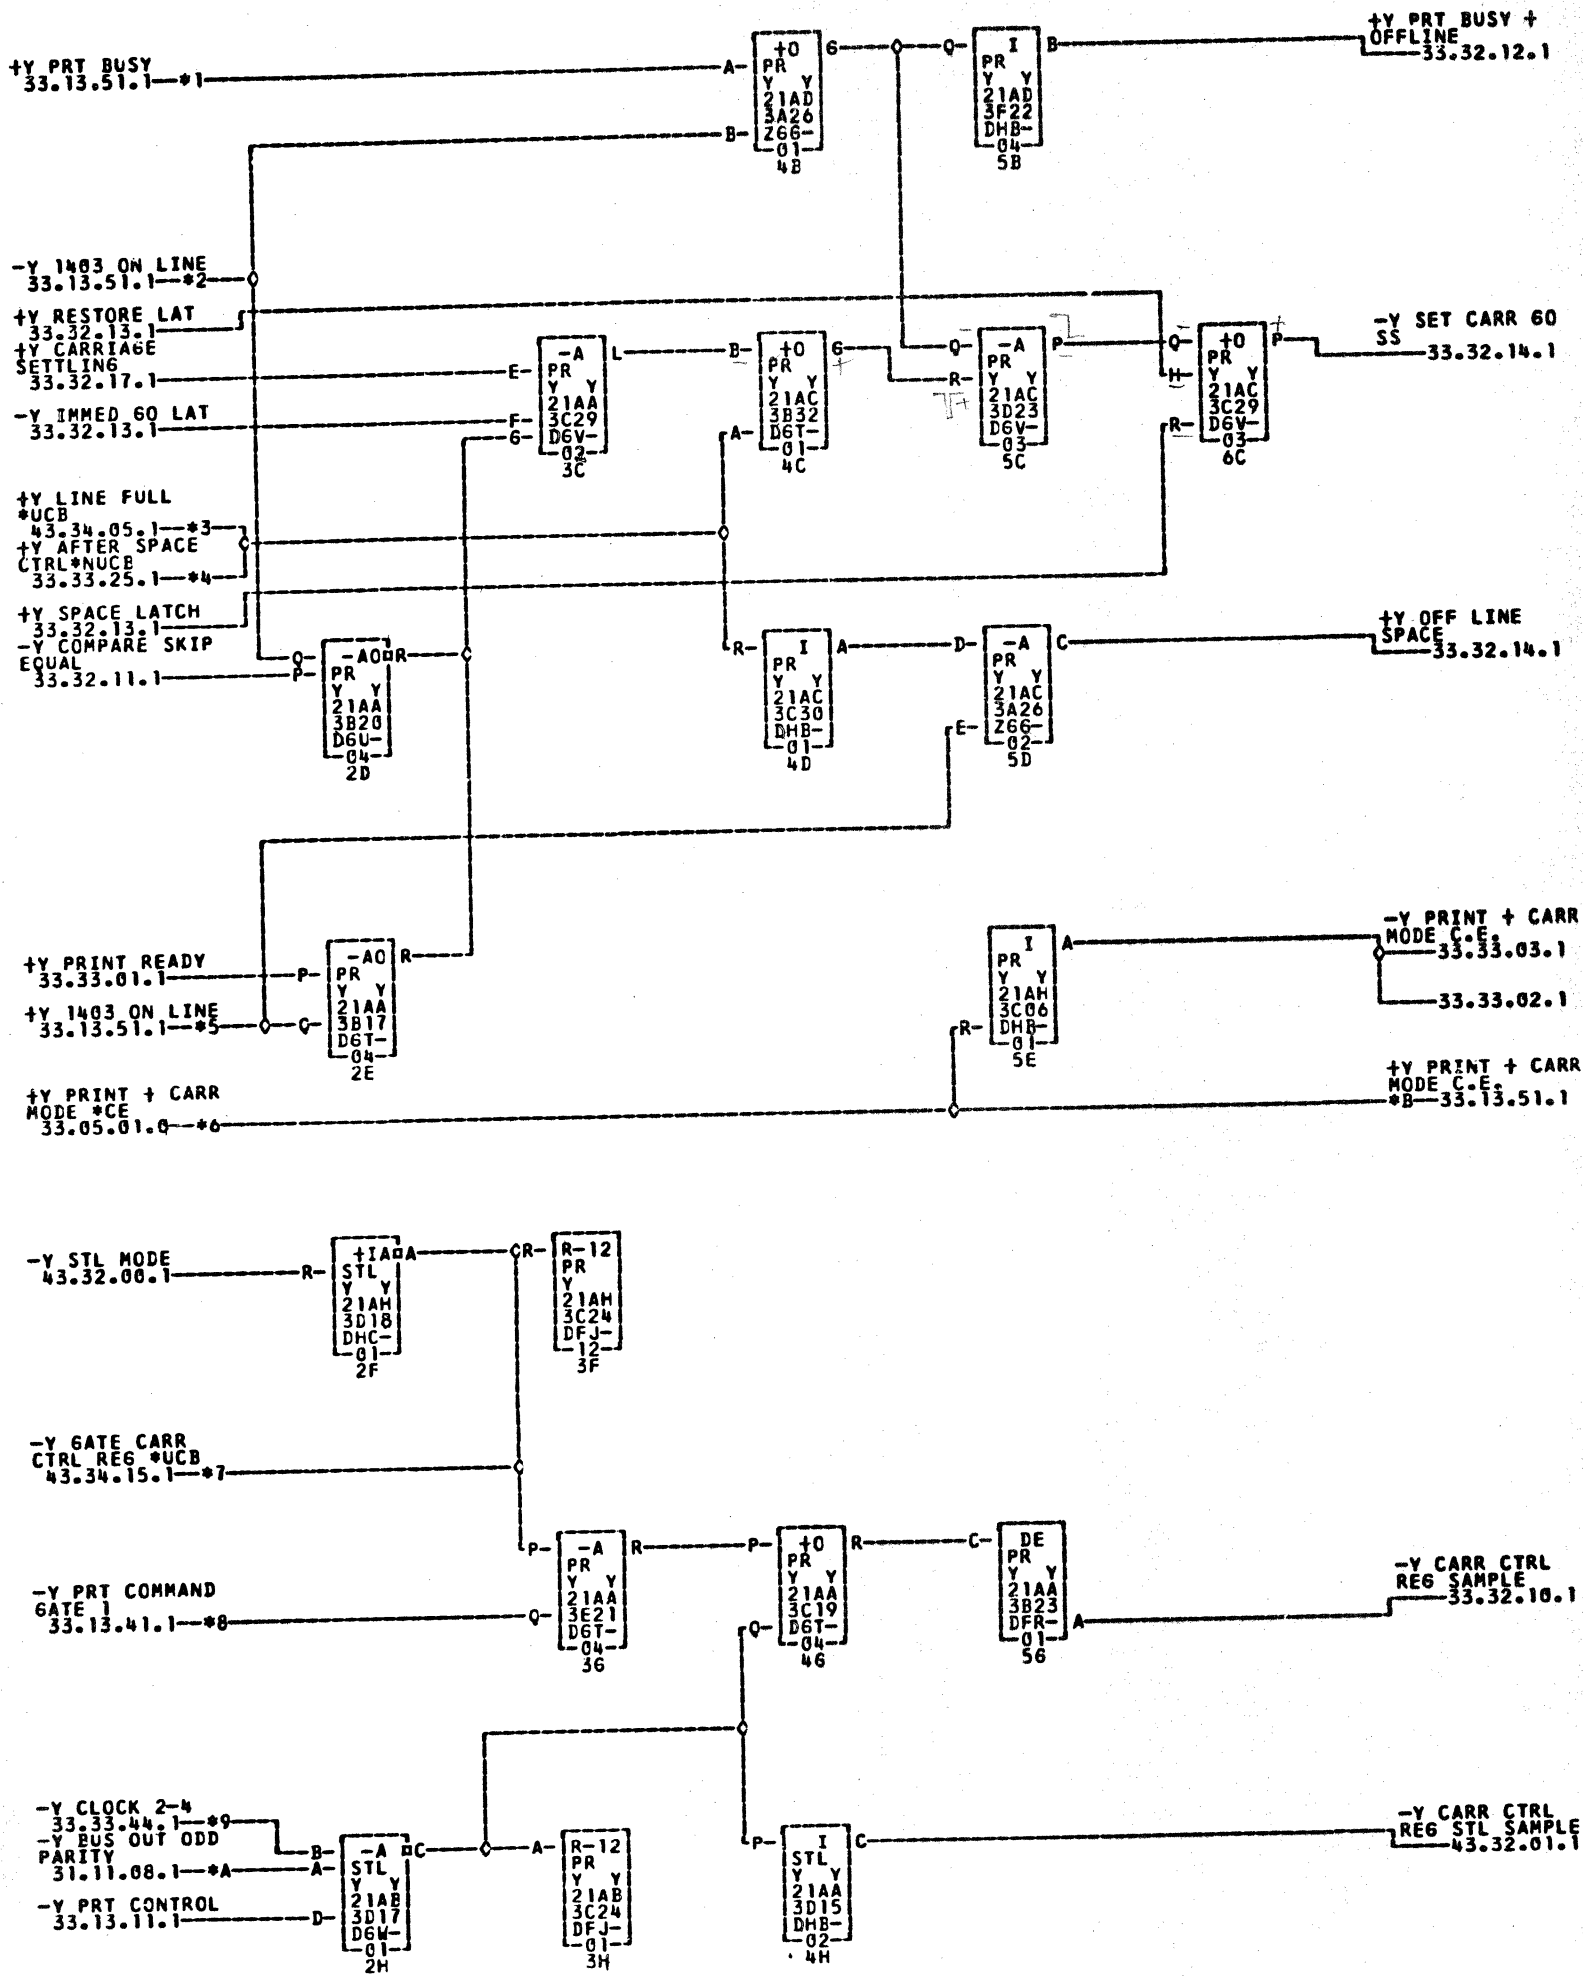 +Y PRT BUSY
33.13.51.1—*1
A-
B-
+O
PR
Y Y
21AD
3A26
Z66-
-01-
4B
G
Q-
I
PR
Y Y
21AD
3F22
DHB-
-04-
5B
B
+Y PRT BUSY +
OFFLINE
33.32.12.1
-Y 1403 ON LINE
33.13.51.1—*2
+Y RESTORE LAT
33.32.13.1
+Y CARRIAGE
SETTLING
33.32.17.1
-Y IMMED GO LAT
33.32.13.1
E-
F-
G-
-A
PR
Y Y
21AA
3C29
D6V-
-02-
3C
L
B-
A-
+O
PR
Y Y
21AC
3B32
D6T-
-01-
4C
G
+
Q-
R-
-A
PR
Y Y
21AC
3D23
D6V-
-03-
5C
P
Q-
H-
R-
+O
PR
Y Y
21AC
3C29
D6V-
-03-
6C
P
+
-Y SET CARR GO
SS
33.32.14.1
+Y LINE FULL
*UCB
43.34.05.1—*3
+Y AFTER SPACE
CTRL*NUCB
33.33.25.1—*4
+Y SPACE LATCH
33.32.13.1
-Y COMPARE SKIP
EQUAL
33.32.11.1
Q-
P-
-AO
PR
Y Y
21AA
3B20
D6U-
-04-
2D
R
R-
I
PR
Y Y
21AC
3C30
DHB-
-01-
4D
A
D-
E-
-A
PR
Y Y
21AC
3A26
Z66-
-02-
5D
C
+Y OFF LINE
SPACE
33.32.14.1
+Y PRINT READY
33.33.01.1
+Y 1403 ON LINE
33.13.51.1—*5
P-
Q-
-AO
PR
Y Y
21AA
3B17
D6T-
-04-
2E
R
R-
I
PR
Y Y
21AH
3C06
DHB-
-01-
5E
A
-Y PRINT + CARR
MODE C.E.
33.33.03.1
33.33.02.1
+Y PRINT + CARR
MODE *CE
33.05.01.0—*6
+Y PRINT + CARR
MODE C.E.
*B—33.13.51.1
-Y STL MODE
43.32.00.1
R-
+IA
STL
Y Y
21AH
3D18
DHC-
-01-
2F
A
R-
R-12
PR
Y
21AH
3C24
DFJ-
-12-
3F
-Y GATE CARR
CTRL REG *UCB
43.34.15.1—*7
-Y PRT COMMAND
GATE 1
33.13.41.1—*8
P-
Q-
-A
PR
Y Y
21AA
3E21
D6T-
-04-
3G
R
P-
Q-
+O
PR
Y Y
21AA
3C19
D6T-
-04-
4G
R
C-
DE
PR
Y Y
21AA
3B23
DFR-
-01-
5G
A
-Y CARR CTRL
REG SAMPLE
33.32.10.1
-Y CLOCK 2-4
33.33.44.1—*9
-Y BUS OUT ODD
PARITY
31.11.08.1—*A
-Y PRT CONTROL
33.13.11.1
B-
A-
D-
-A
STL
Y Y
21AB
3D17
D6W-
-01-
2H
C
A-
R-12
PR
Y Y
21AB
3C24
DFJ-
-01-
3H
P-
I
STL
Y Y
21AA
3D15
DHB-
-02-
4H
C
-Y CARR CTRL
REG STL SAMPLE
43.32.01.1